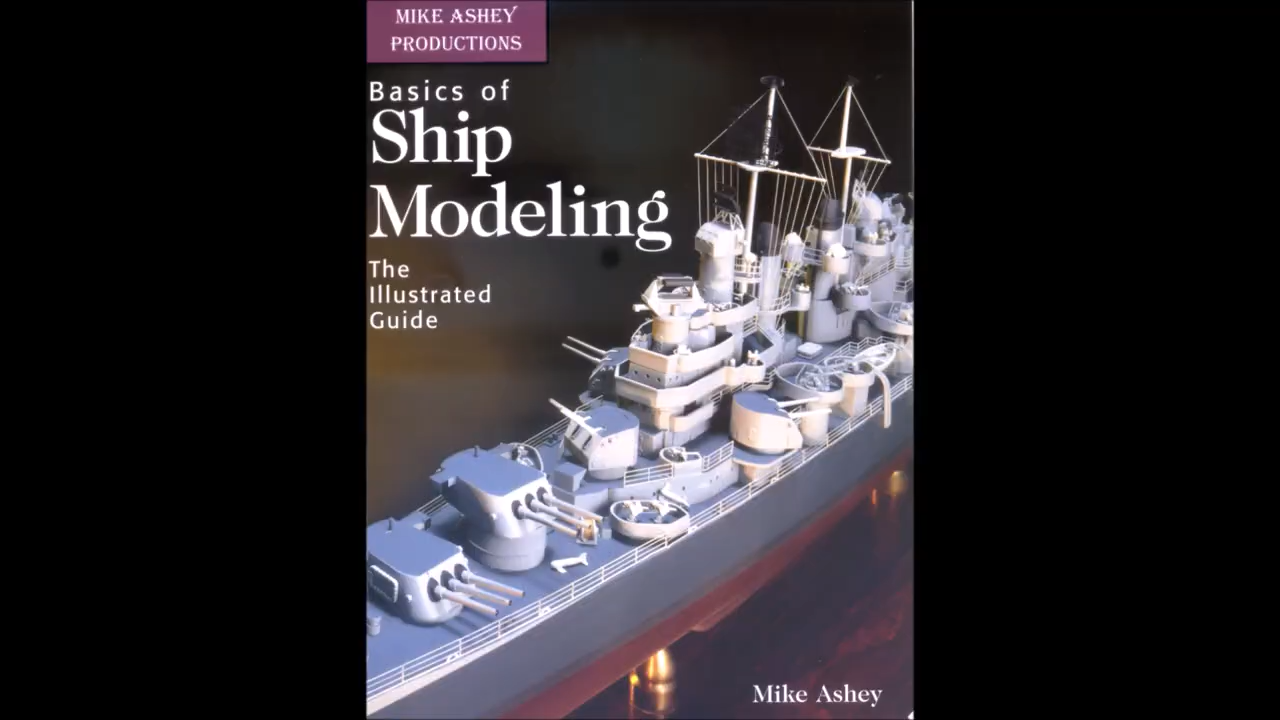 MIKE ASHEY
PRODUCTIONS
Basics of
Ship
Modeling
The
Illustrated
Guide
Mike Ashey